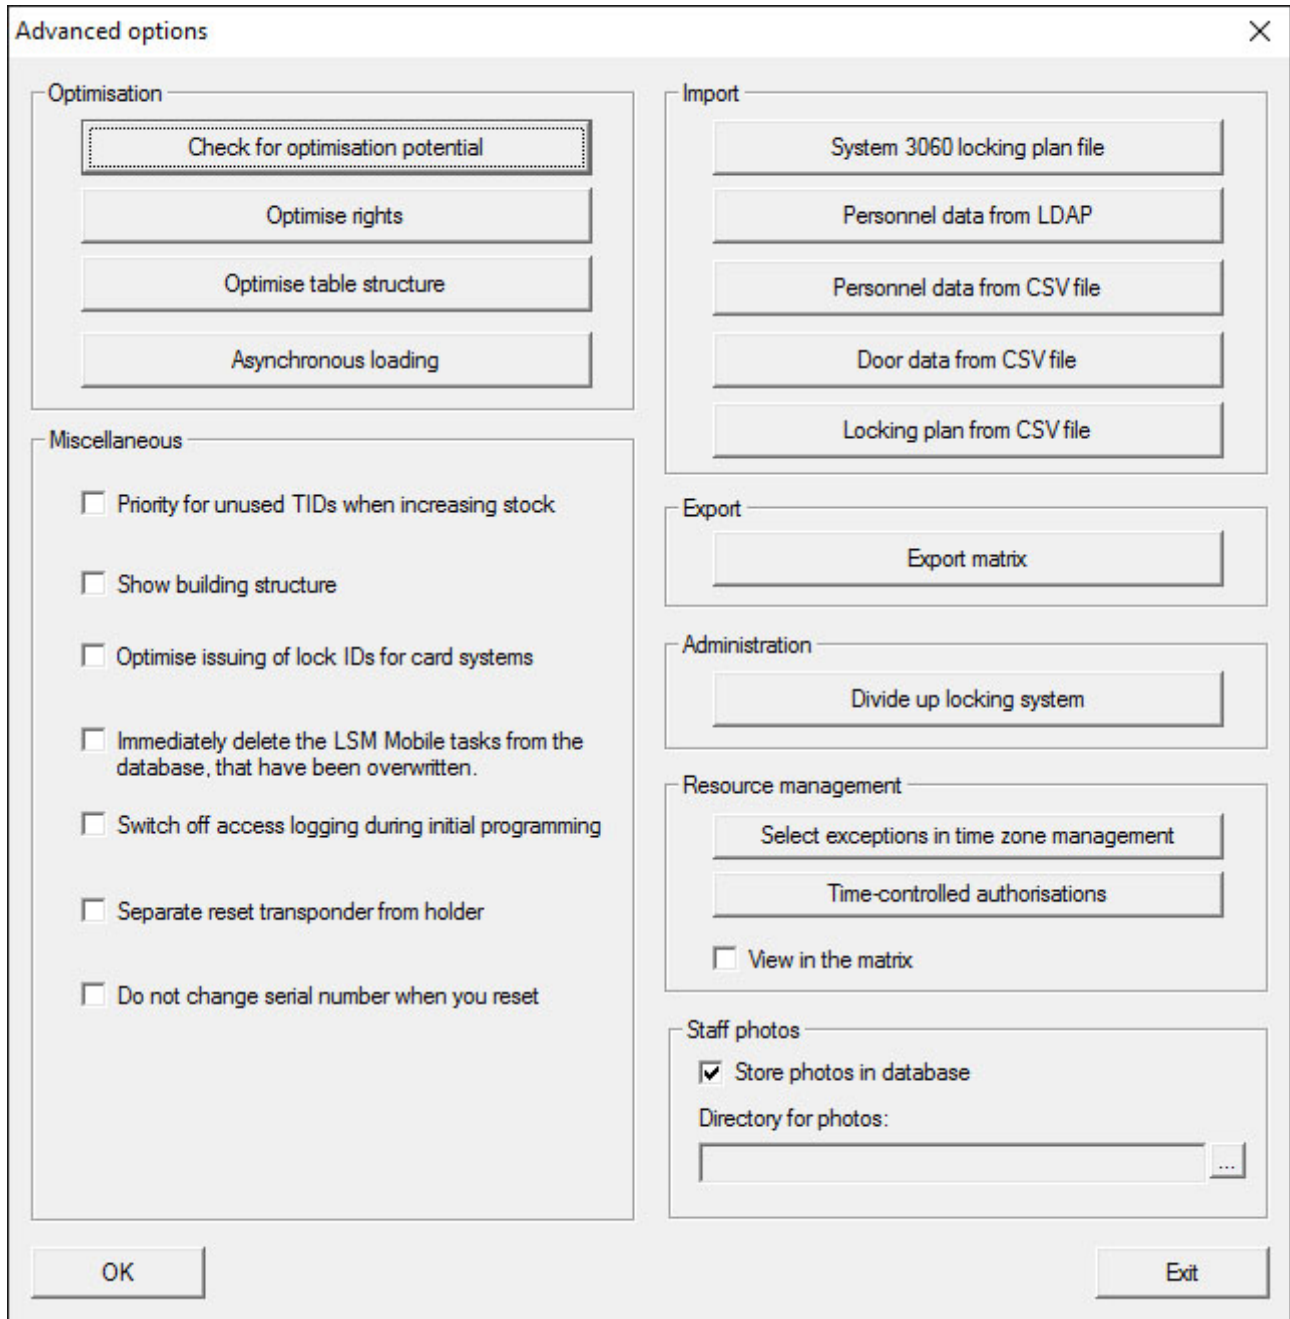 Advanced options
Optimisation
Check for optimisation potential
Optimise rights
Optimise table structure
Asynchronous loading
Miscellaneous
Priority for unused TIDs when increasing stock
Show building structure
Optimise issuing of lock IDs for card systems
Immediately delete the LSM Mobile tasks from the
database, that have been overwritten.
Switch off access logging during initial programming
Separate reset transponder from holder
Do not change serial number when you reset
Import
System 3060 locking plan file
Personnel data from LDAP
Personnel data from CSV file
Door data from CSV file
Locking plan from CSV file
Export
Export matrix
Administration
Divide up locking system
Resource management
Select exceptions in time zone management
Time-controlled authorisations
View in the matrix
Staff photos
Store photos in database
Directory for photos:
...
OK
Exit